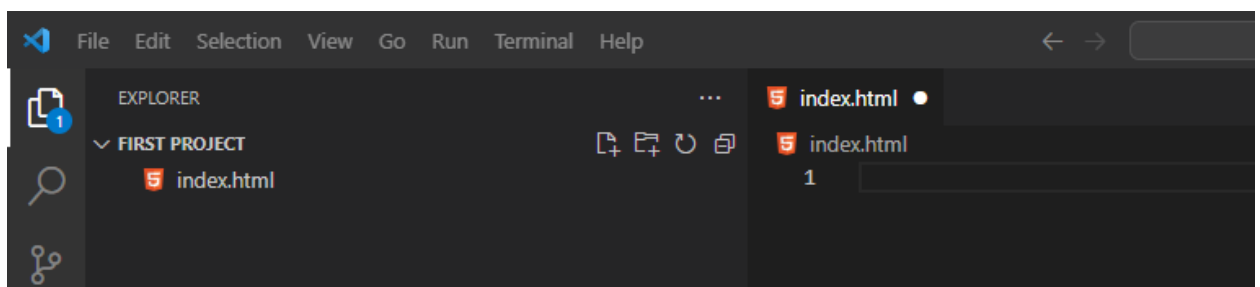 File Edit Selection View Go Run Terminal Help
EXPLORER
FIRST PROJECT
index.html
1
index.html
index.html
1